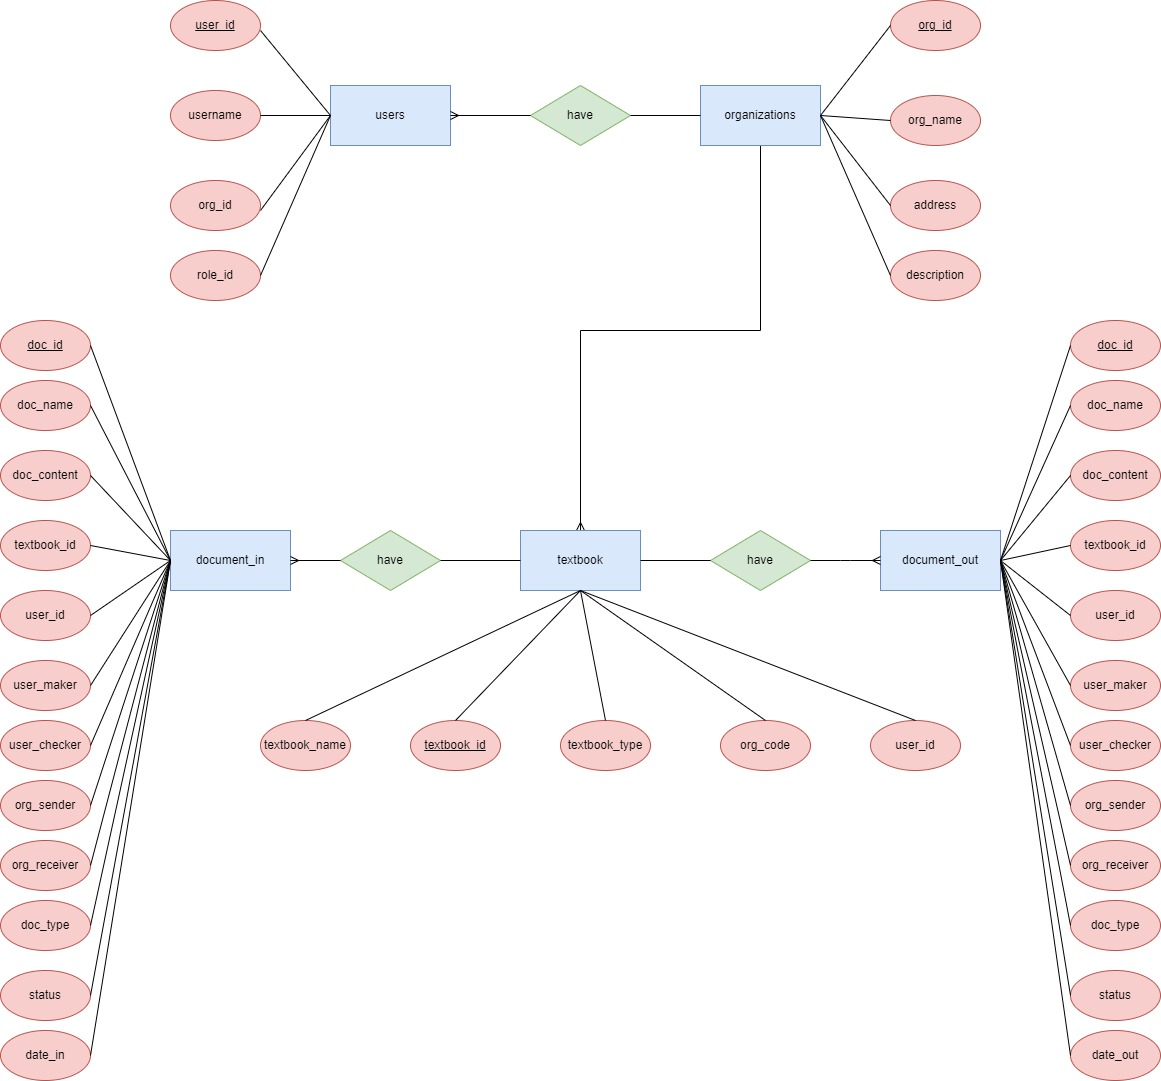 user_id
org_id
username
users
have
organizations
org_name
org_id
address
role_id
description
doc_id
doc_id
doc_name
doc_name
doc_content
doc_content
textbook_id
textbook_id
document_in
have
textbook
have
document_out
user_id
user_id
user_maker
user_maker
user_checker
textbook_name
textbook_id
textbook_type
org_code
user_id
user_checker
org_sender
org_sender
org_receiver
org_receiver
doc_type
doc_type
status
status
date_in
date_out